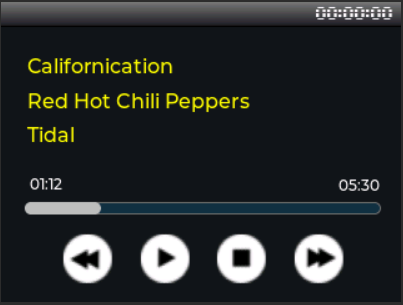 00:00:00
Californication
Red Hot Chili Peppers
Tidal
01:12 05:30